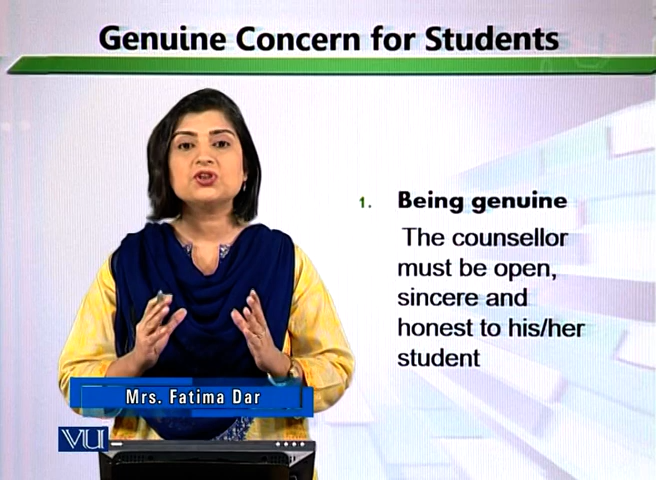 Genuine Concern for Students
1. Being genuine
The counsellor
must be open,
sincere and
honest to his/her
student
Mrs. Fatima Dar
VU